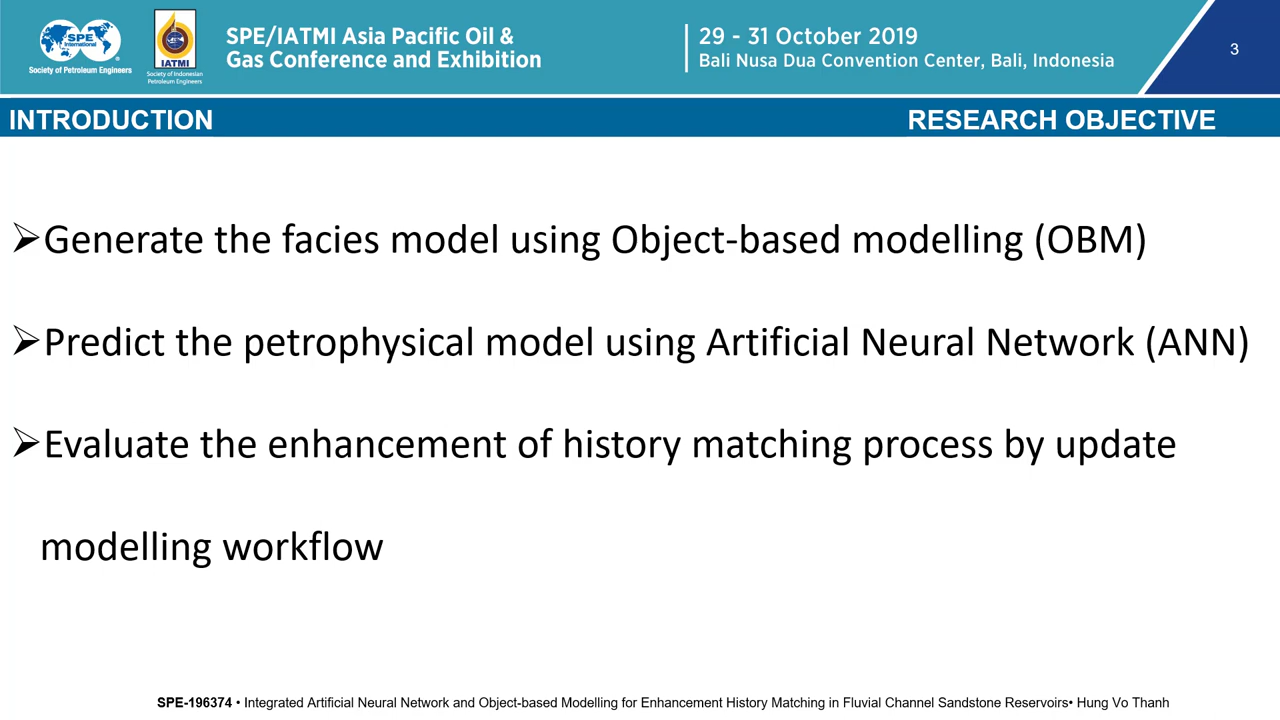 SPE
International
Society of Petroleum Engineers
IATMI
Society of Indonesian
Petroleum Engineers
SPE/IATMI Asia Pacific Oil &
Gas Conference and Exhibition
29 - 31 October 2019
Bali Nusa Dua Convention Center, Bali, Indonesia
3
INTRODUCTION
RESEARCH OBJECTIVE
➢Generate the facies model using Object-based modelling (OBM)
➢Predict the petrophysical model using Artificial Neural Network (ANN)
➢Evaluate the enhancement of history matching process by update
modelling workflow
SPE-196374 • Integrated Artificial Neural Network and Object-based Modelling for Enhancement History Matching in Fluvial Channel Sandstone Reservoirs• Hung Vo Thanh